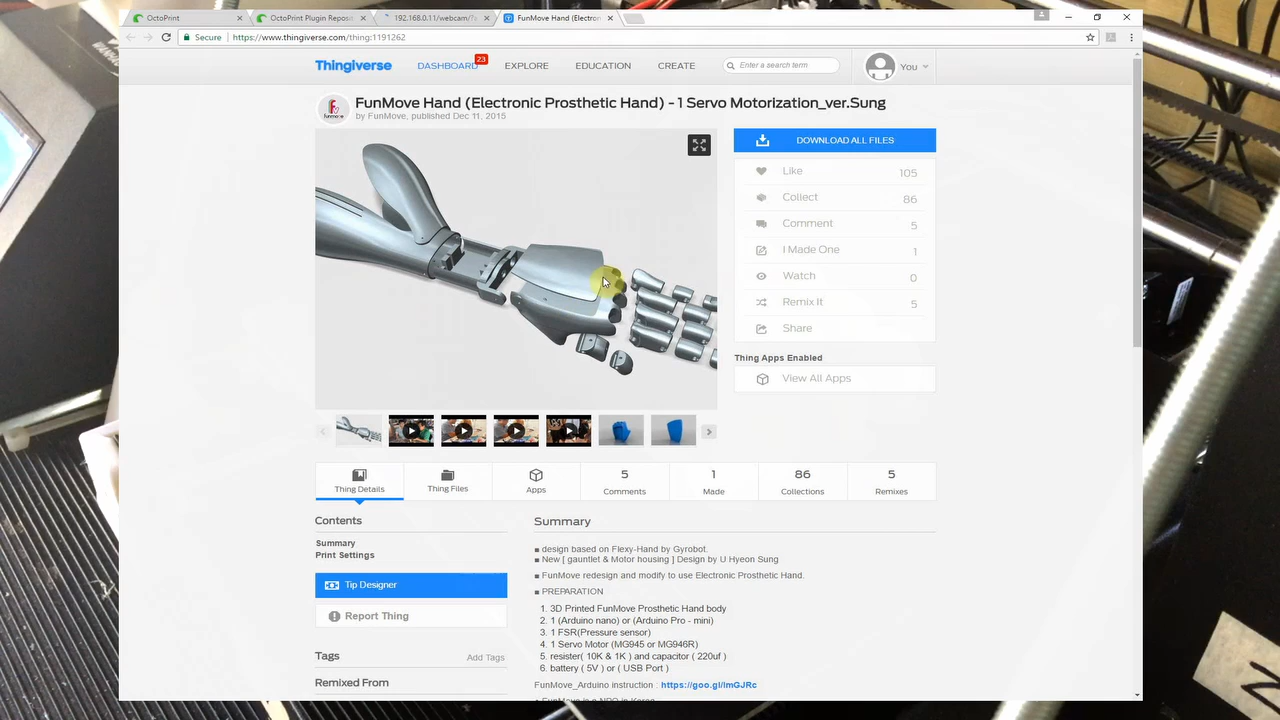 OctoPrint
OctoPrint Plugin Reposi
192.168.0.11/webcam/?a
FunMove Hand (Electron
Secure https://www.thingiverse.com/thing:1191262
Thingiverse
DASHBOARD
23
EXPLORE
EDUCATION
CREATE
Enter a search term
You
FunMove Hand (Electronic Prosthetic Hand) - 1 Servo Motorization_ver.Sung
by FunMove, published Dec 11, 2015
DOWNLOAD ALL FILES
Like 105
Collect 86
Comment 5
I Made One 1
Watch 0
Remix It 5
Share
Thing Apps Enabled
View All Apps
Thing Details
Thing Files
Apps
5 Comments
1 Made
86 Collections
5 Remixes
Contents
Summary
Print Settings
Tip Designer
Report Thing
Tags
Add Tags
Remixed From
Summary
■ design based on Flexy-Hand by Gyrobot.
■ New [ gauntlet & Motor housing ] Design by U Hyeon Sung
■ FunMove redesign and modify to use Electronic Prosthetic Hand.
■ PREPARATION
1. 3D Printed FunMove Prosthetic Hand body
2. 1 (Arduino nano) or (Arduino Pro - mini)
3. 1 FSR(Pressure sensor)
4. 1 Servo Motor (MG945 or MG946R)
5. resister( 10K & 1K ) and capacitor ( 220uf )
6. battery ( 5V ) or ( USB Port )
FunMove_Arduino instruction : https://goo.gl/ImGJRc